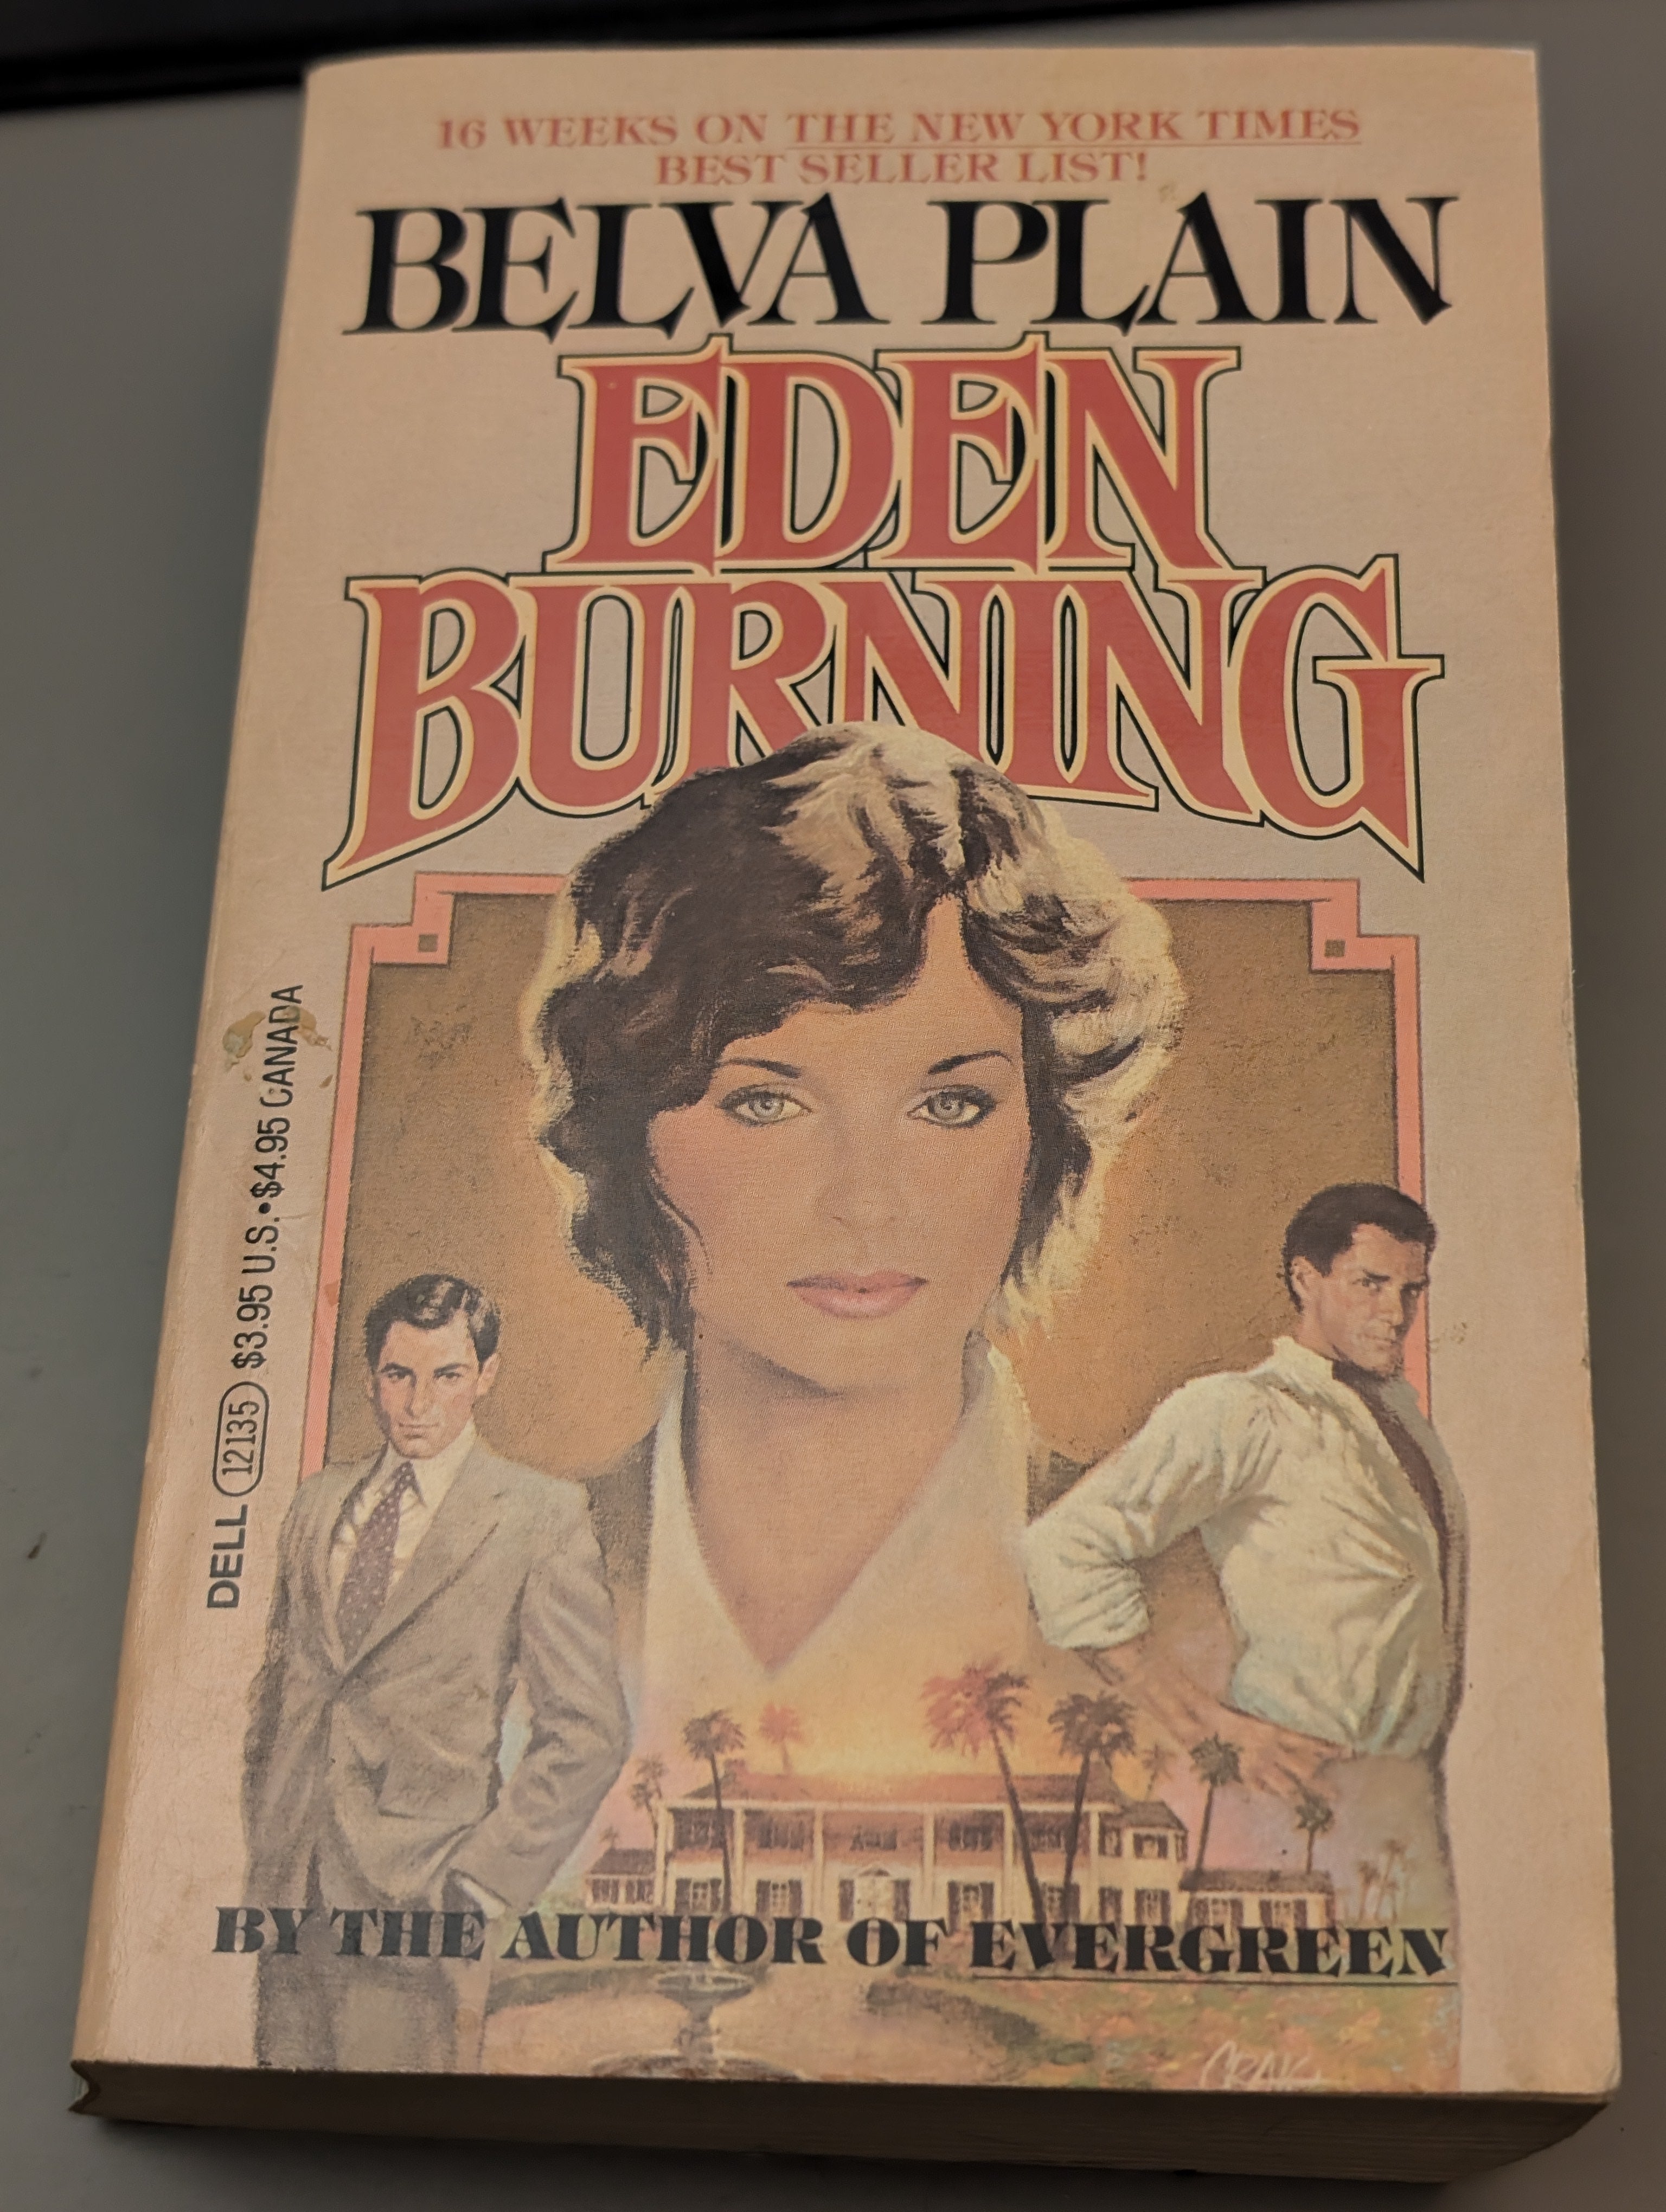 16 WEEKS ON THE NEW YORK TIMES
BEST SELLER LIST!
BELVA PLAIN
EDEN
BURNING
DELL 12135 $3.95 U.S.•$4.95 CANADA
BY THE AUTHOR OF EVERGREEN